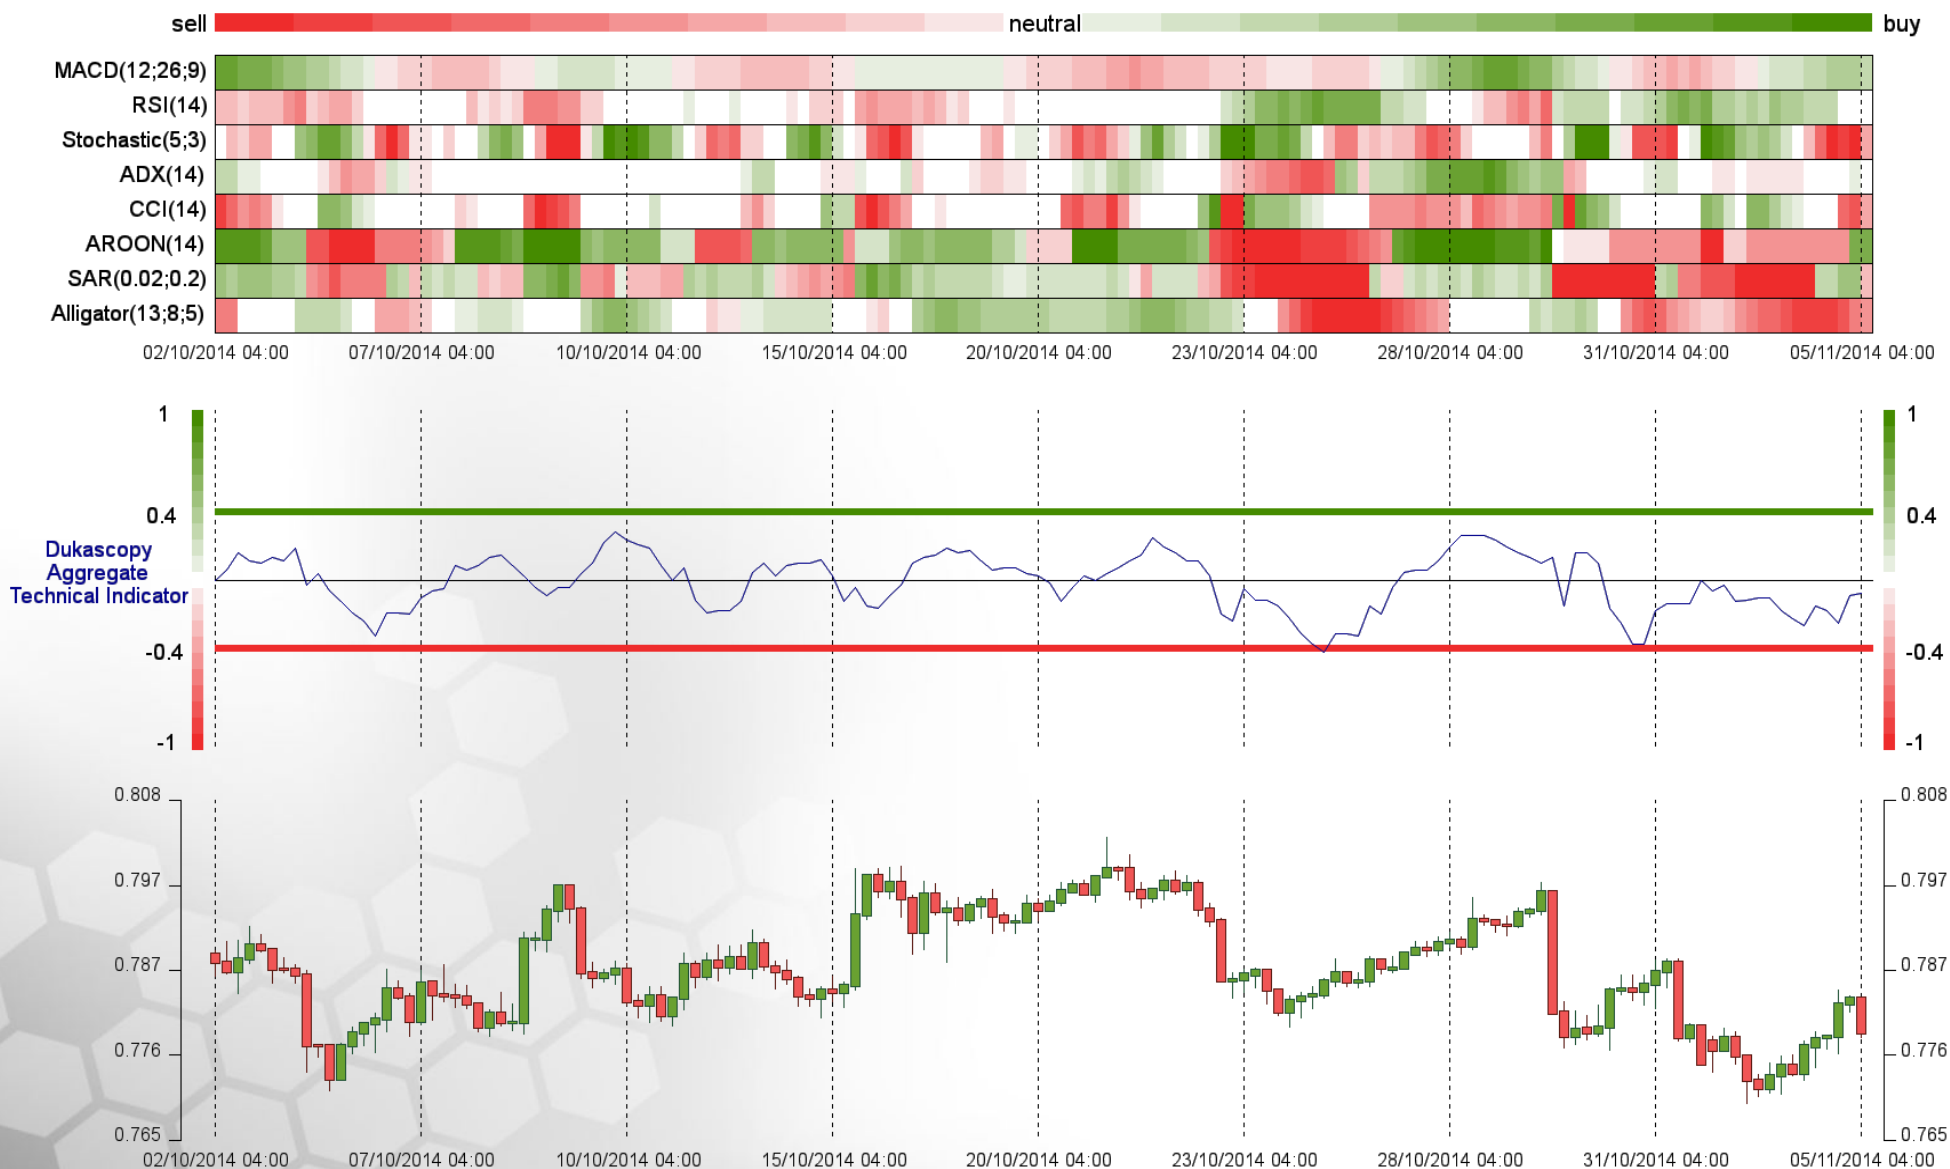 sell neutral buy
MACD(12;26;9)
RSI(14)
Stochastic(5;3)
ADX(14)
CCI(14)
AROON(14)
SAR(0.02;0.2)
Alligator(13;8;5)
02/10/2014 04:00 07/10/2014 04:00 10/10/2014 04:00 15/10/2014 04:00 20/10/2014 04:00 23/10/2014 04:00 28/10/2014 04:00 31/10/2014 04:00 05/11/2014 04:00
1 1
0.4 0.4
Dukascopy
Aggregate
Technical Indicator
-0.4 -0.4
-1 -1
0.808 0.808
0.797 0.797
0.787 0.787
0.776 0.776
0.765 0.765
02/10/2014 04:00 07/10/2014 04:00 10/10/2014 04:00 15/10/2014 04:00 20/10/2014 04:00 23/10/2014 04:00 28/10/2014 04:00 31/10/2014 04:00 05/11/2014 04:00